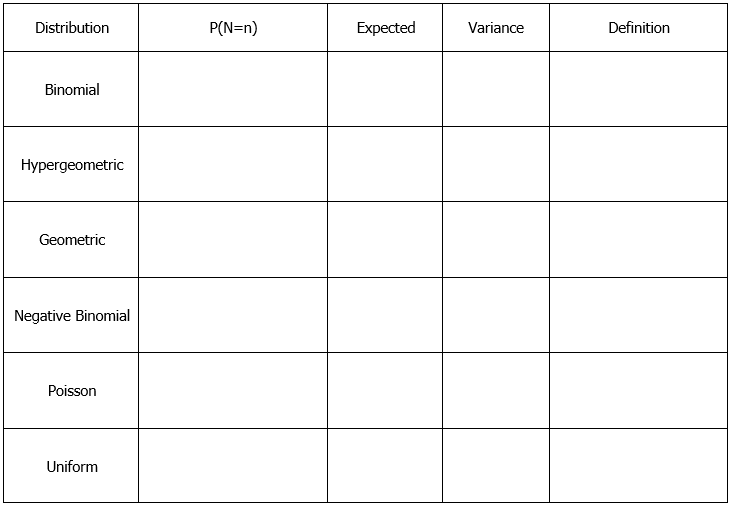 Distribution P(N=n) Expected Variance Definition
Binomial
Hypergeometric
Geometric
Negative Binomial
Poisson
Uniform